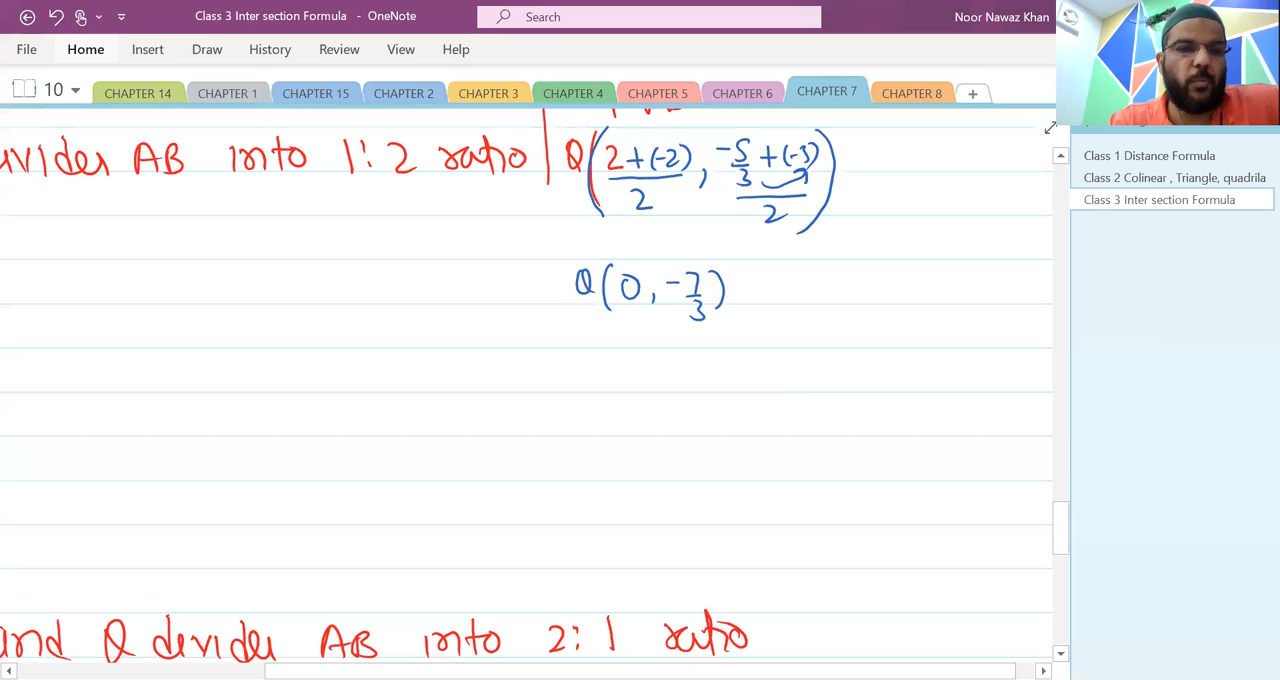 Class 3 Inter section Formula - OneNote
Search
Noor Nawaz Khan
File Home Insert Draw History Review View Help
10 CHAPTER 14 CHAPTER 1 CHAPTER 15 CHAPTER 2 CHAPTER 3 CHAPTER 4 CHAPTER 5 CHAPTER 6 CHAPTER 7 CHAPTER 8 +
Class 1 Distance Formula
Class 2 Colinear , Triangle, quadrila
Class 3 Inter section Formula
AB into 1:2 ratio | Q((2+(-2))/2, (-5/3+(-3))/2)
Q(0, -7/3)
and Q divides AB into 2:1 ratio